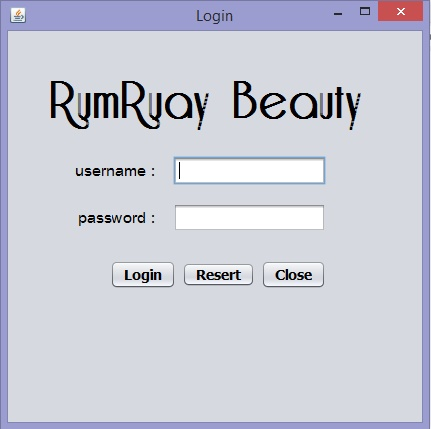 Login
RymRyay Beauty
username :
password :
Login Resert Close